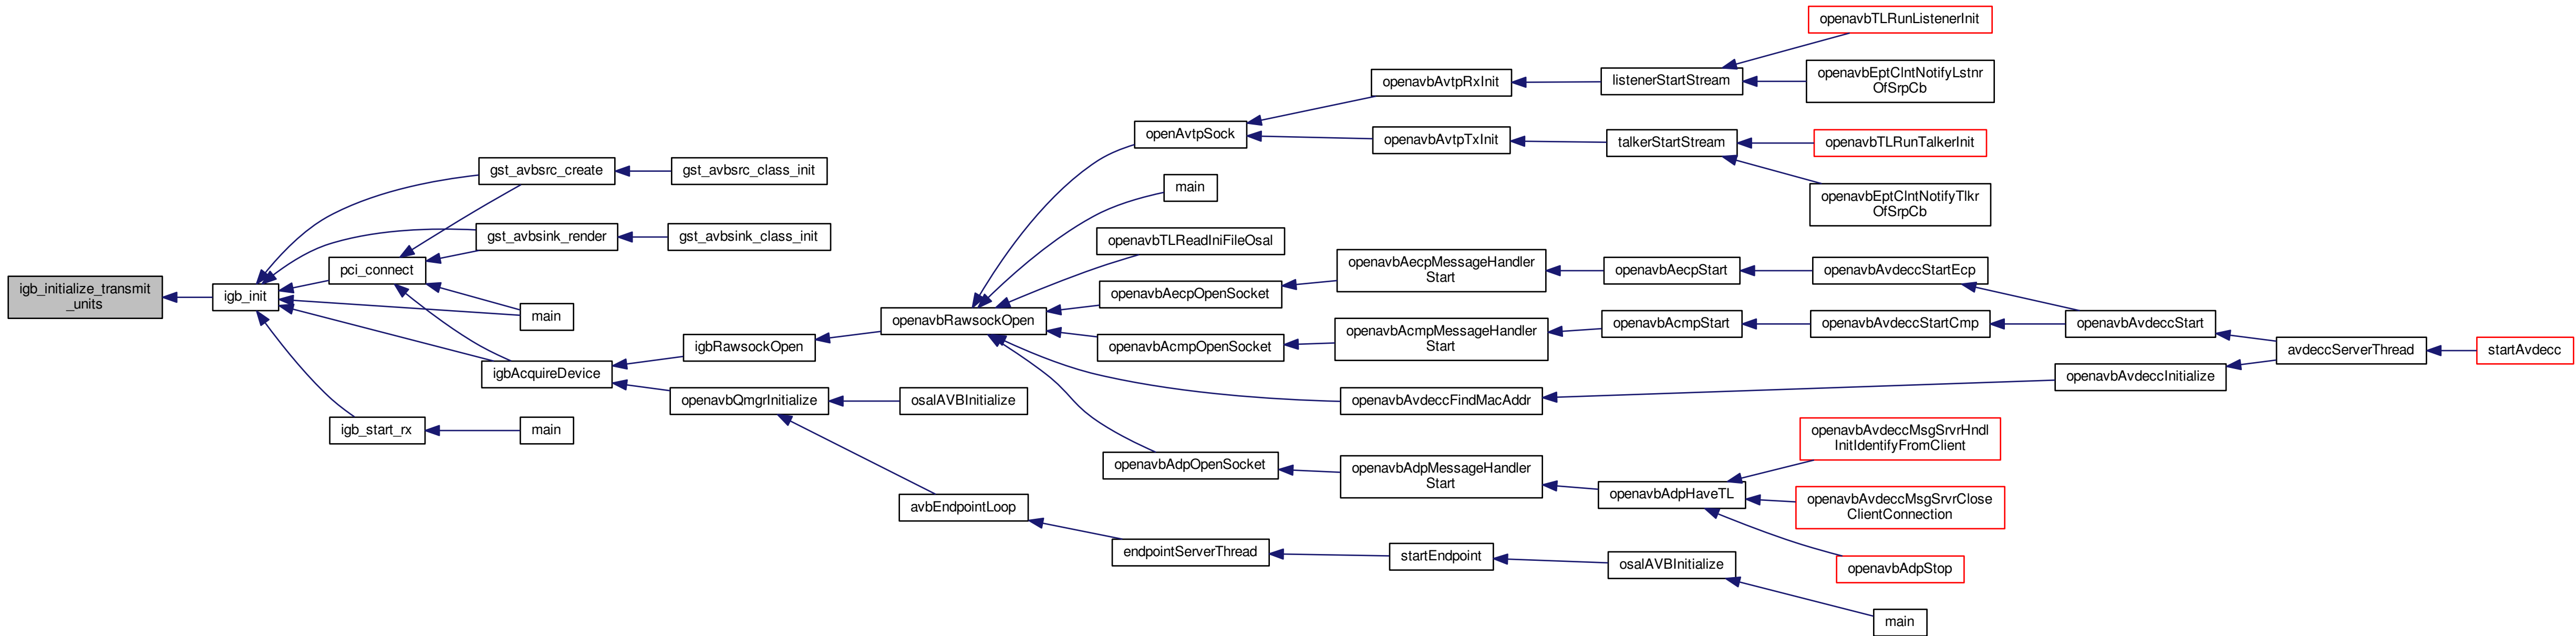 igb_initialize_transmit
_units
igb_init
gst_avbsrc_create
gst_avbsrc_class_init
gst_avbsink_render
gst_avbsink_class_init
pci_connect
main
igbAcquireDevice
igb_start_rx
main
igbRawsockOpen
openavbQmgrInitialize
osalAVBInitialize
avbEndpointLoop
openavbRawsockOpen
openAvtpSock
main
openavbTLReadIniFileOsal
openavbAecpOpenSocket
openavbAcmpOpenSocket
openavbAvdeccFindMacAddr
openavbAdpOpenSocket
endpointServerThread
startEndpoint
osalAVBInitialize
main
openavbAvtpRxInit
listenerStartStream
openavbTLRunListenerInit
openavbEptClntNotifyLstnr
OfSrpCb
openavbAvtpTxInit
talkerStartStream
openavbTLRunTalkerInit
openavbEptClntNotifyTlkr
OfSrpCb
openavbAecpMessageHandler
Start
openavbAecpStart
openavbAvdeccStartEcp
openavbAcmpMessageHandler
Start
openavbAcmpStart
openavbAvdeccStartCmp
openavbAvdeccStart
avdeccServerThread
startAvdecc
openavbAvdeccInitialize
openavbAdpMessageHandler
Start
openavbAdpHaveTL
openavbAvdeccMsgSrvrHndl
InitIdentifyFromClient
openavbAvdeccMsgSrvrClose
ClientConnection
openavbAdpStop